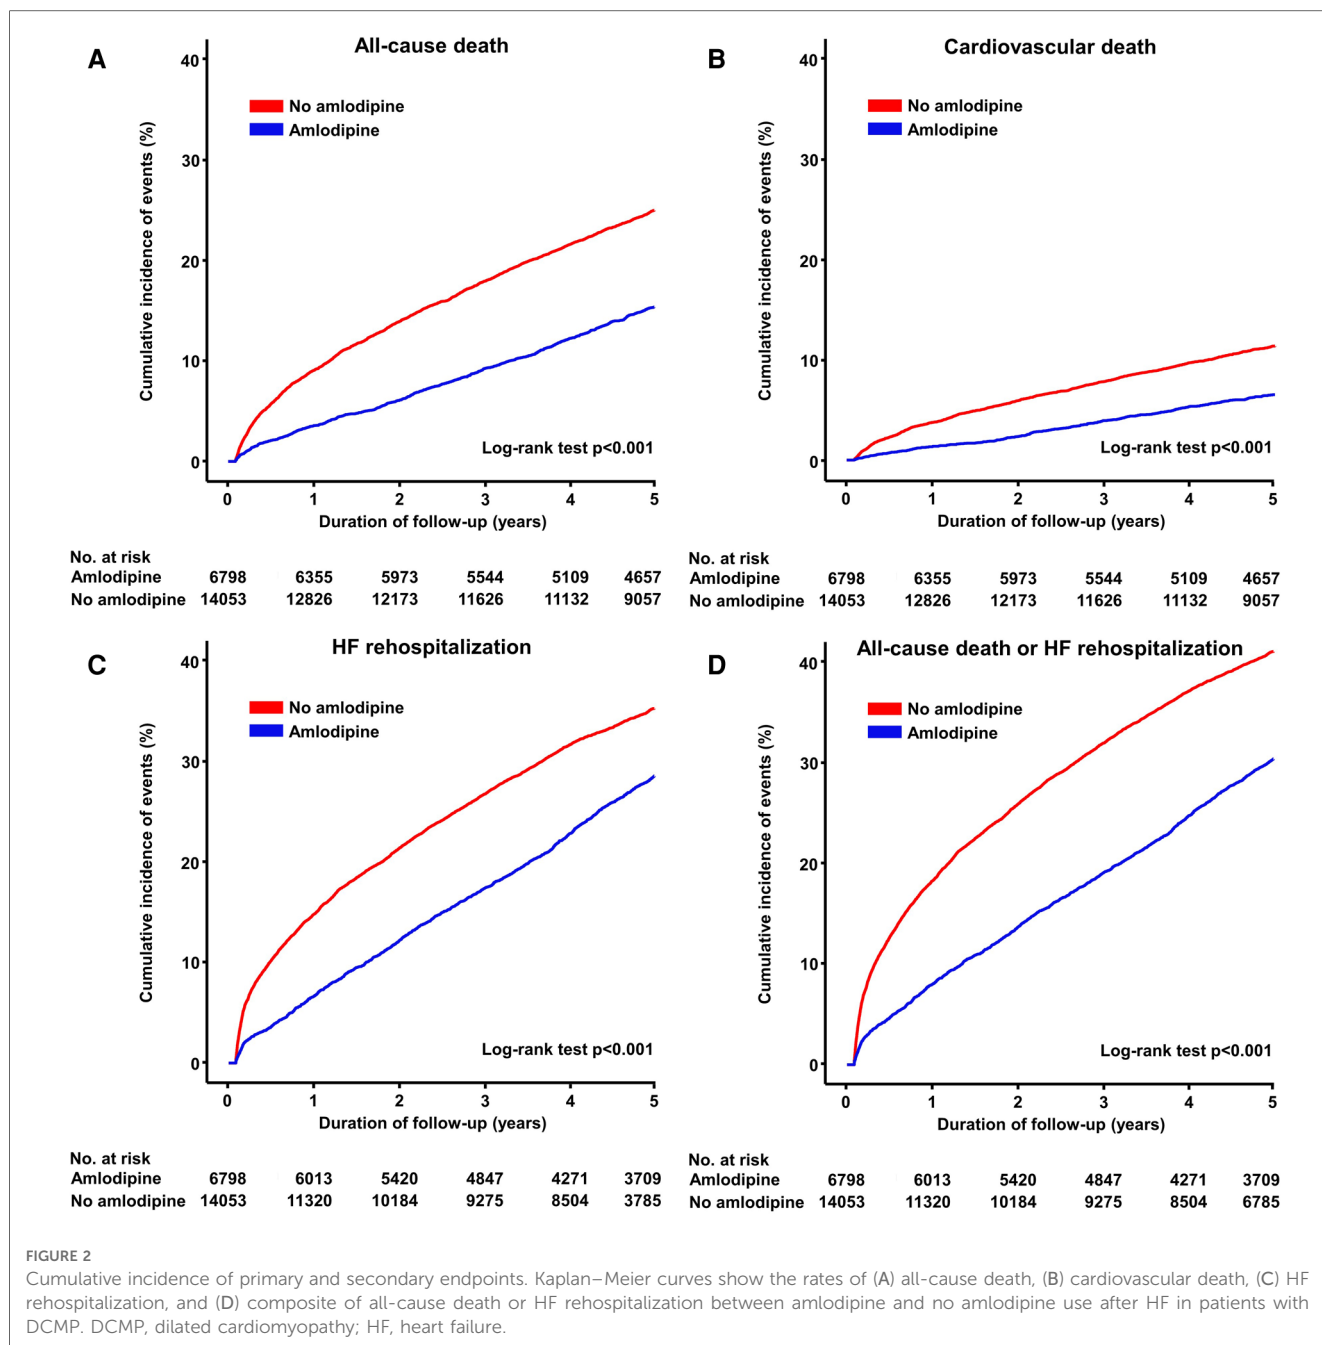 A
All-cause death
40
30
20
10
0
Cumulative incidence of events (%)
No amlodipine
Amlodipine
Log-rank test p<0.001
0 1 2 3 4 5
Duration of follow-up (years)
No. at risk
Amlodipine 6798 6355 5973 5544 5109 4657
No amlodipine 14053 12826 12173 11626 11132 9057
B
Cardiovascular death
40
30
20
10
0
Cumulative incidence of events (%)
No amlodipine
Amlodipine
Log-rank test p<0.001
0 1 2 3 4 5
Duration of follow-up (years)
No. at risk
Amlodipine 6798 6355 5973 5544 5109 4657
No amlodipine 14053 12826 12173 11626 11132 9057
C
HF rehospitalization
40
30
20
10
0
Cumulative incidence of events (%)
No amlodipine
Amlodipine
Log-rank test p<0.001
0 1 2 3 4 5
Duration of follow-up (years)
No. at risk
Amlodipine 6798 6013 5420 4847 4271 3709
No amlodipine 14053 11320 10184 9275 8504 3785
D
All-cause death or HF rehospitalization
40
30
20
10
0
Cumulative incidence of events (%)
No amlodipine
Amlodipine
Log-rank test p<0.001
0 1 2 3 4 5
Duration of follow-up (years)
No. at risk
Amlodipine 6798 6013 5420 4847 4271 3709
No amlodipine 14053 11320 10184 9275 8504 6785
FIGURE 2
Cumulative incidence of primary and secondary endpoints. Kaplan–Meier curves show the rates of (A) all-cause death, (B) cardiovascular death, (C) HF
rehospitalization, and (D) composite of all-cause death or HF rehospitalization between amlodipine and no amlodipine use after HF in patients with
DCMP. DCMP, dilated cardiomyopathy; HF, heart failure.